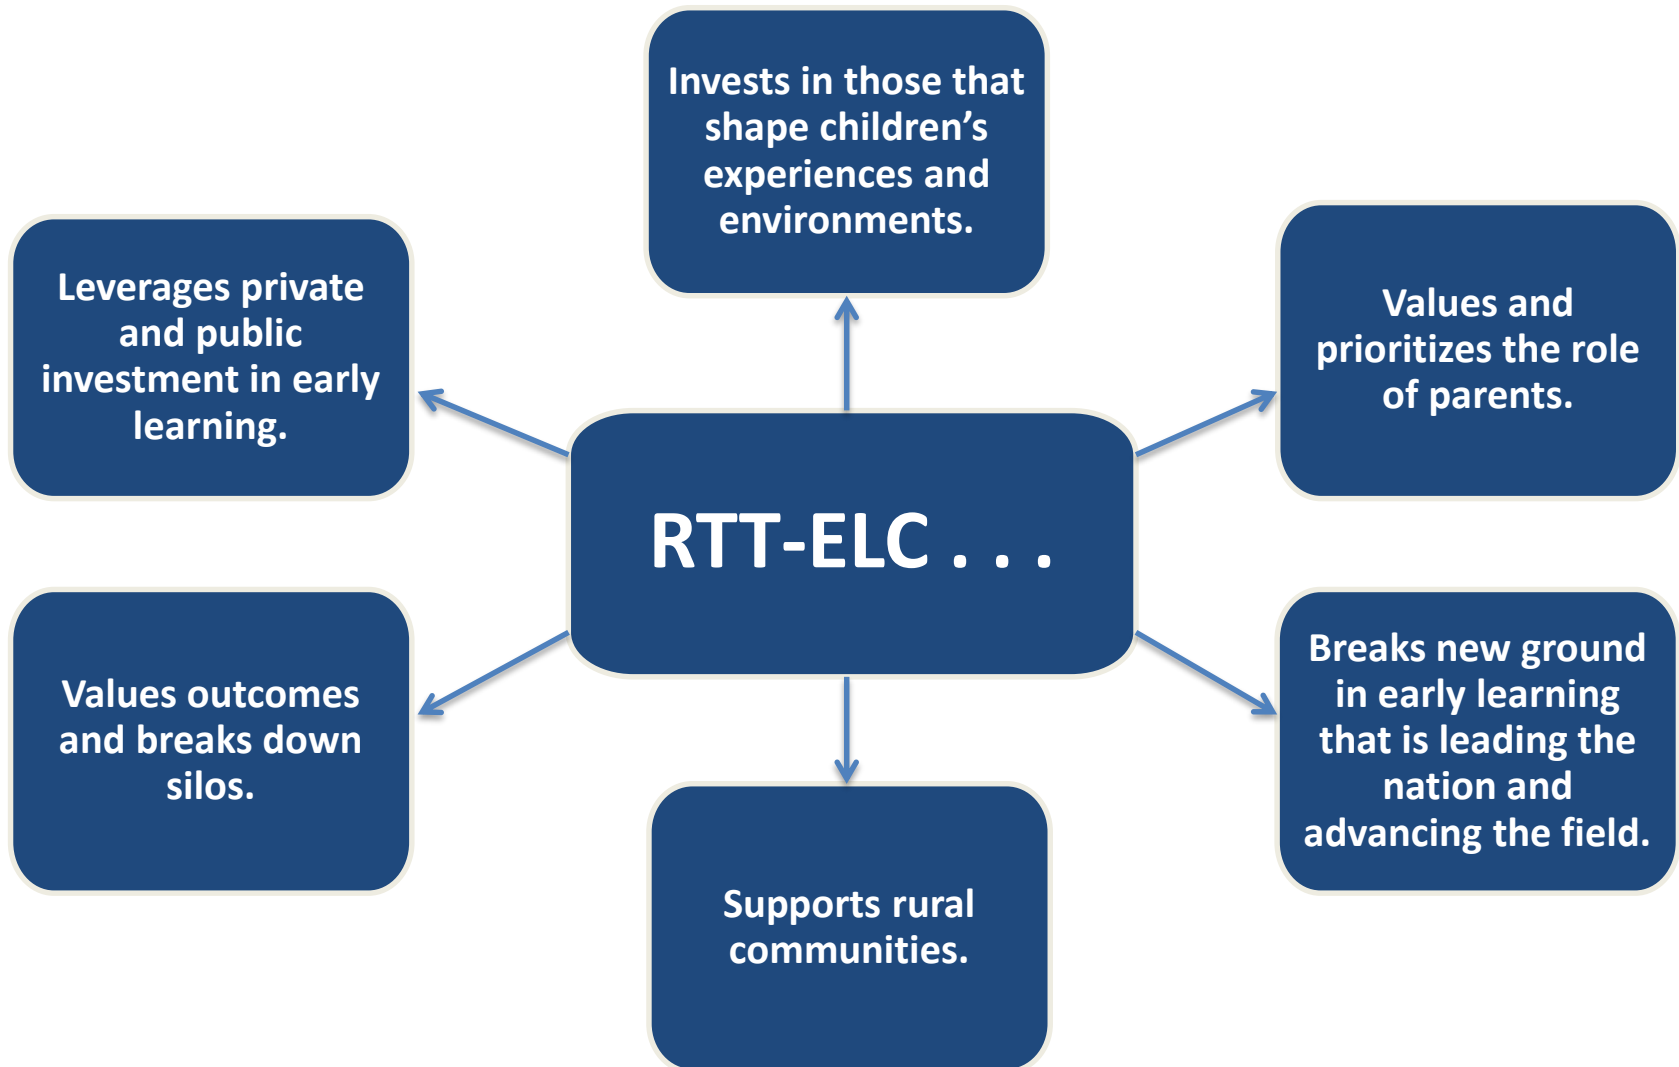 Invests in those that
shape children’s
experiences and
environments.
Leverages private
and public
investment in early
learning.
Values and
prioritizes the role
of parents.
RTT-ELC . . .
Values outcomes
and breaks down
silos.
Breaks new ground
in early learning
that is leading the
nation and
advancing the field.
Supports rural
communities.